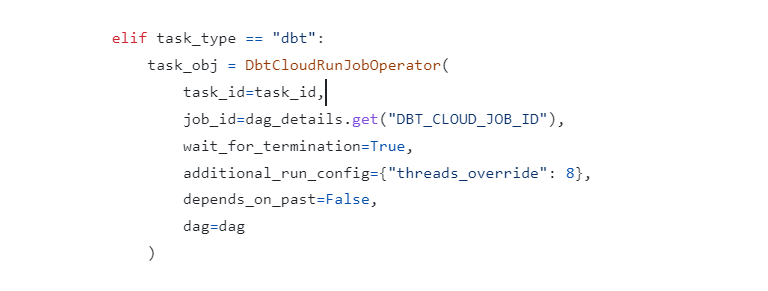 elif task_type == "dbt":
task_obj = DbtCloudRunJobOperator(
task_id=task_id,
job_id=dag_details.get("DBT_CLOUD_JOB_ID"),
wait_for_termination=True,
additional_run_config={"threads_override": 8},
depends_on_past=False,
dag=dag
)